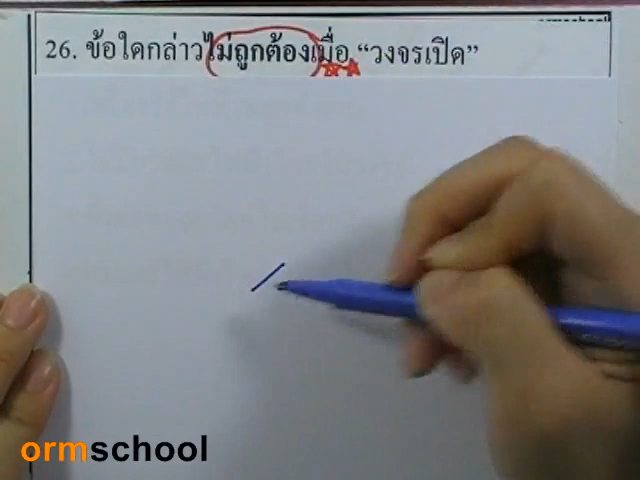 26. ข้อใดกล่าวไม่ถูกต้องเมื่อ “วงจรเปิด”
ormschool